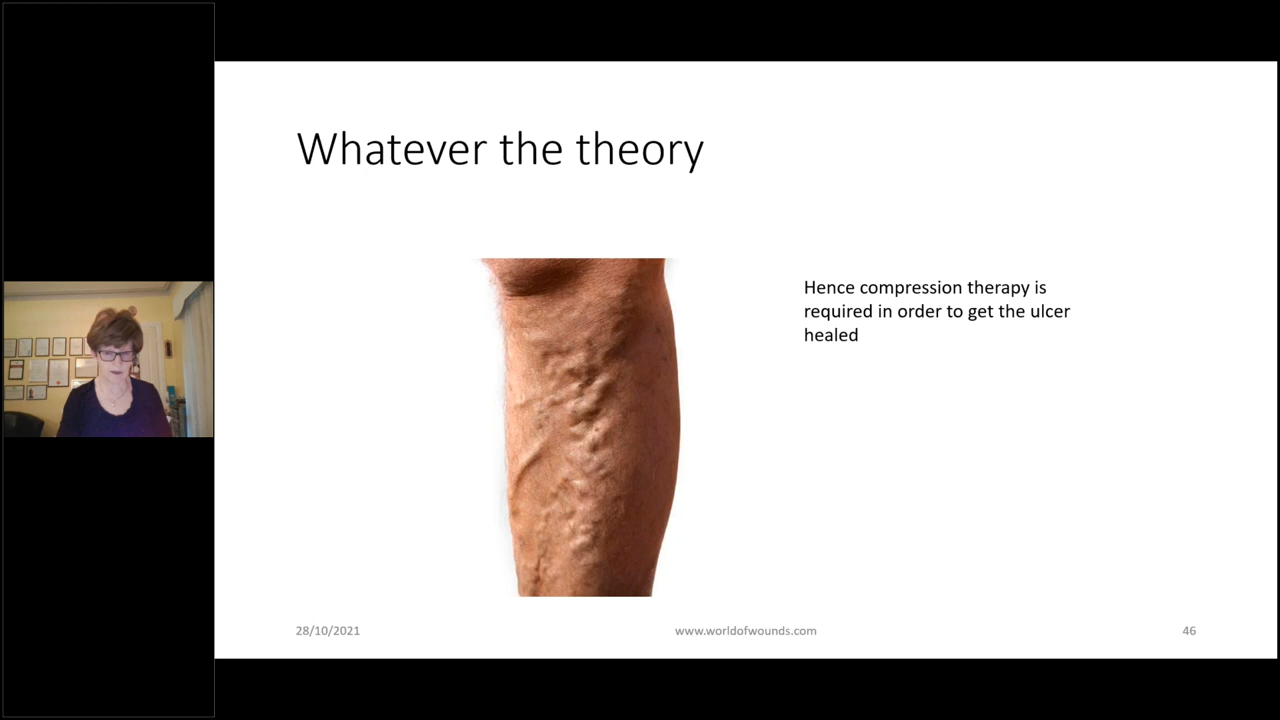 Whatever the theory
Hence compression therapy is
required in order to get the ulcer
healed
28/10/2021
www.worldofwounds.com
46